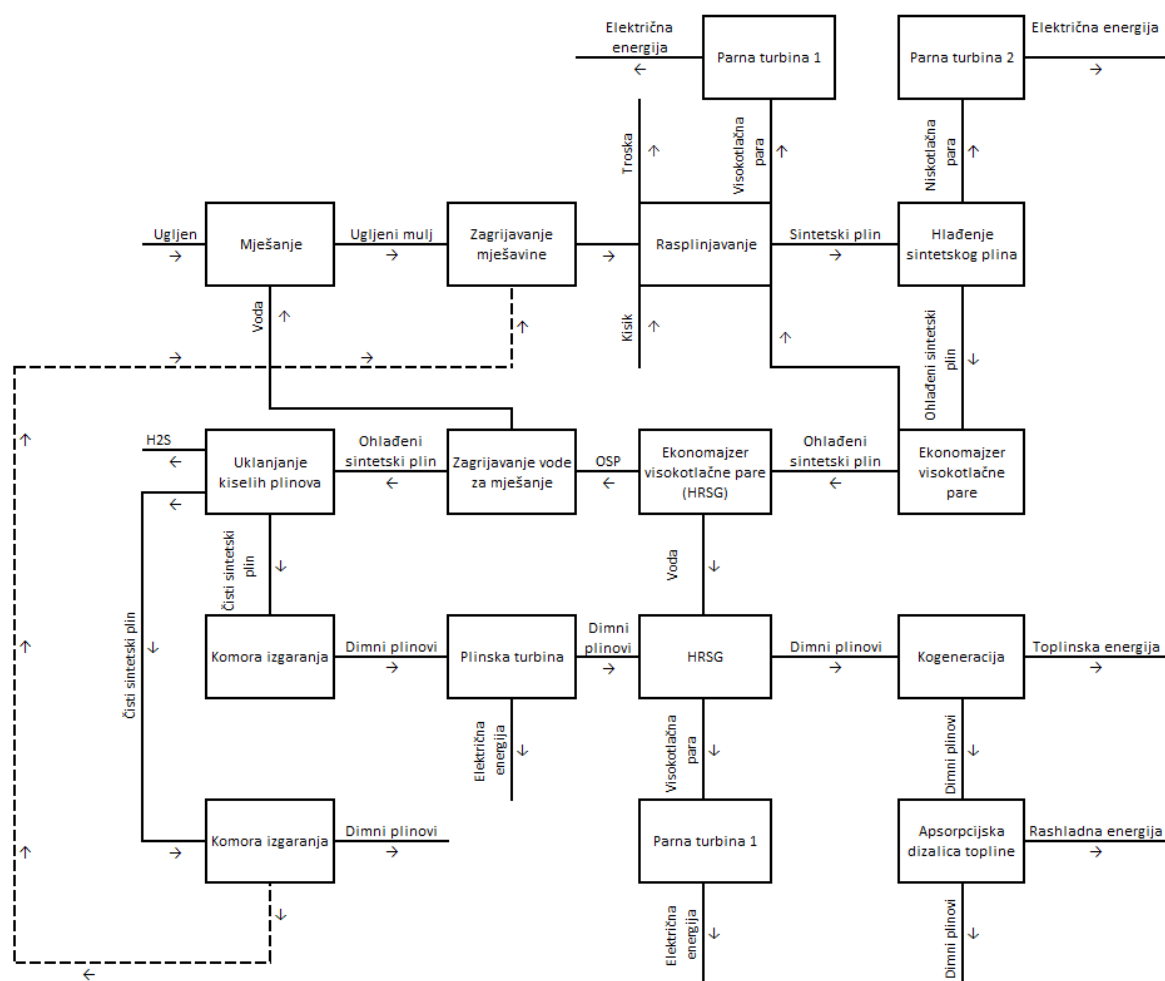 Električna
energija
Parna turbina 1
Parna turbina 2
Električna energija
Troska
Visokotlačna
para
Niskotlačna
para
Ugljen
Mješanje
Ugljeni mulj
Zagrijavanje
mješavine
Rasplinjavanje
Sintetski plin
Hlađenje
sintetskog plina
Voda
Kisik
Ohlađeni sintetski
plin
H2S
Uklanjanje
kiselih plinova
Ohlađeni
sintetski plin
Zagrijavanje vode
za mješanje
OSP
Ekonomajzer
visokotlačne pare
(HRSG)
Ohlađeni
sintetski plin
Ekonomajzer
visokotlačne
pare
Čisti sintetski
plin
Voda
Čisti sintetski plin
Komora izgaranja
Dimni plinovi
Plinska turbina
Dimni
plinovi
HRSG
Dimni plinovi
Kogeneracija
Toplinska energija
Električna
energija
Visokotlačna
para
Dimni plinovi
Komora izgaranja
Dimni plinovi
Parna turbina 1
Apsorpcijska
dizalica topline
Rashladna energija
Električna
energija
Dimni plinovi